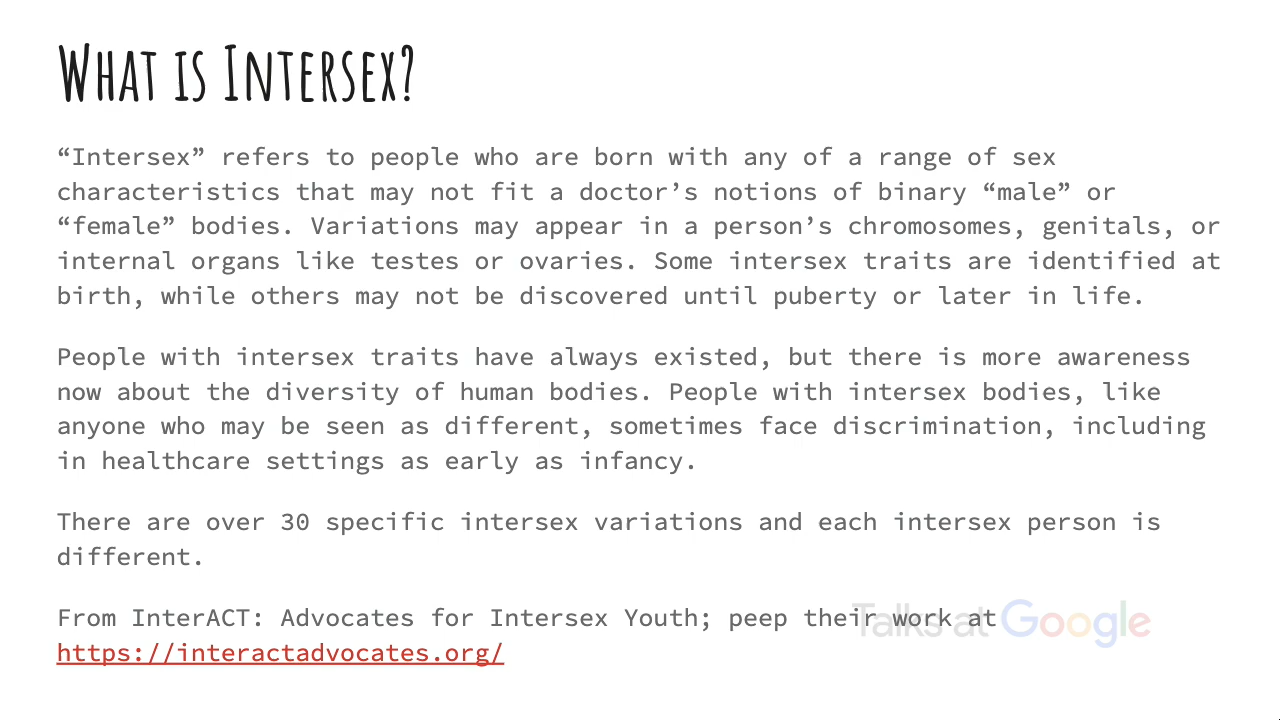 What is Intersex?
“Intersex” refers to people who are born with any of a range of sex
characteristics that may not fit a doctor’s notions of binary “male” or
“female” bodies. Variations may appear in a person’s chromosomes, genitals, or
internal organs like testes or ovaries. Some intersex traits are identified at
birth, while others may not be discovered until puberty or later in life.
People with intersex traits have always existed, but there is more awareness
now about the diversity of human bodies. People with intersex bodies, like
anyone who may be seen as different, sometimes face discrimination, including
in healthcare settings as early as infancy.
There are over 30 specific intersex variations and each intersex person is
different.
From InterACT: Advocates for Intersex Youth; peep their work at
https://interactadvocates.org/
Talks at Google